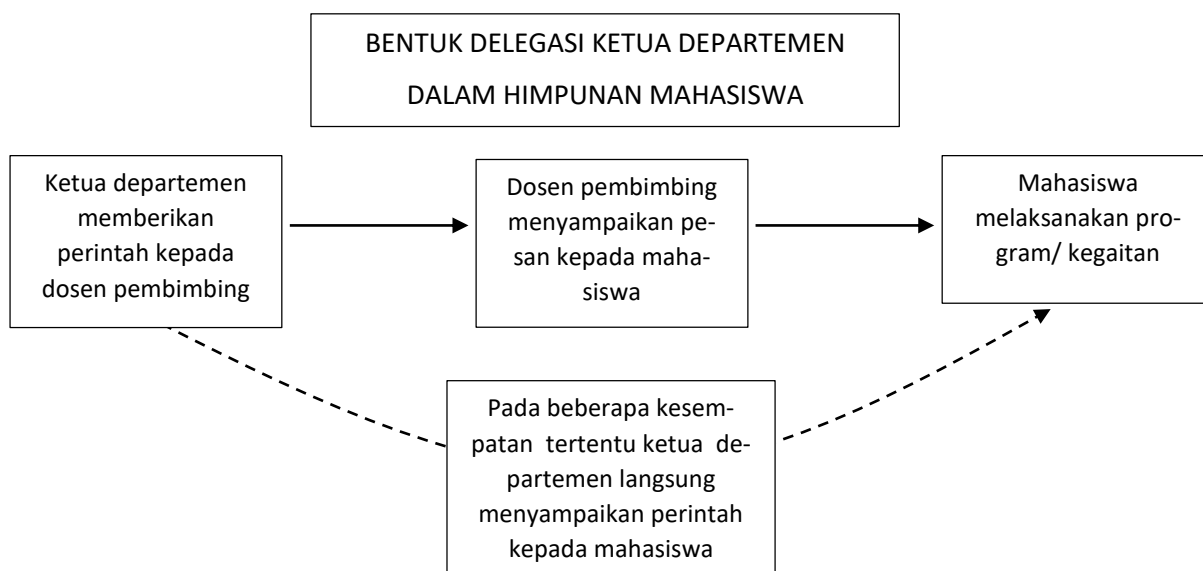 BENTUK DELEGASI KETUA DEPARTEMEN
DALAM HIMPUNAN MAHASISWA
Ketua departemen
memberikan
perintah kepada
dosen pembimbing
Dosen pembimbing
menyampaikan pe-
san kepada maha-
siswa
Mahasiswa
melaksanakan pro-
gram/ kegaitan
Pada beberapa kesem-
patan tertentu ketua de-
partemen langsung
menyampaikan perintah
kepada mahasiswa